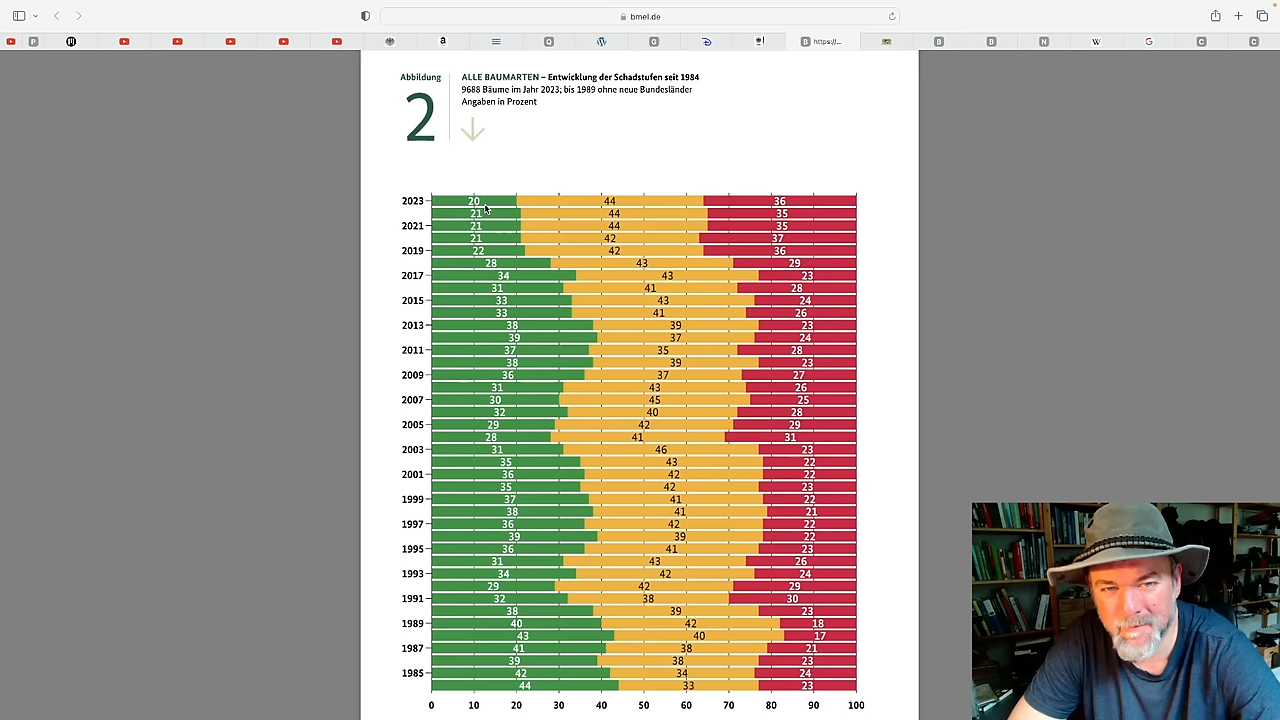 bmel.de
https://...
Abbildung
2
ALLE BAUMARTEN – Entwicklung der Schadstufen seit 1984
9688 Bäume im Jahr 2023; bis 1989 ohne neue Bundesländer
Angaben in Prozent
2023 20 44 36
21 44 35
2021 21 44 35
21 42 37
2019 22 42 36
28 43 29
2017 34 43 23
31 41 28
2015 33 43 24
33 41 26
2013 38 39 23
39 37 24
2011 37 35 28
38 39 23
2009 36 37 27
31 43 26
2007 30 45 25
32 40 28
2005 29 42 29
28 41 31
2003 31 46 23
35 43 22
2001 36 42 22
35 42 23
1999 37 41 22
38 41 21
1997 36 42 22
39 39 22
1995 36 41 23
31 43 26
1993 34 42 24
29 42 29
1991 32 38 30
38 39 23
1989 40 42 18
43 40 17
1987 41 38 21
39 38 23
1985 42 34 24
44 33 23
0 10 20 30 40 50 60 70 80 90 100